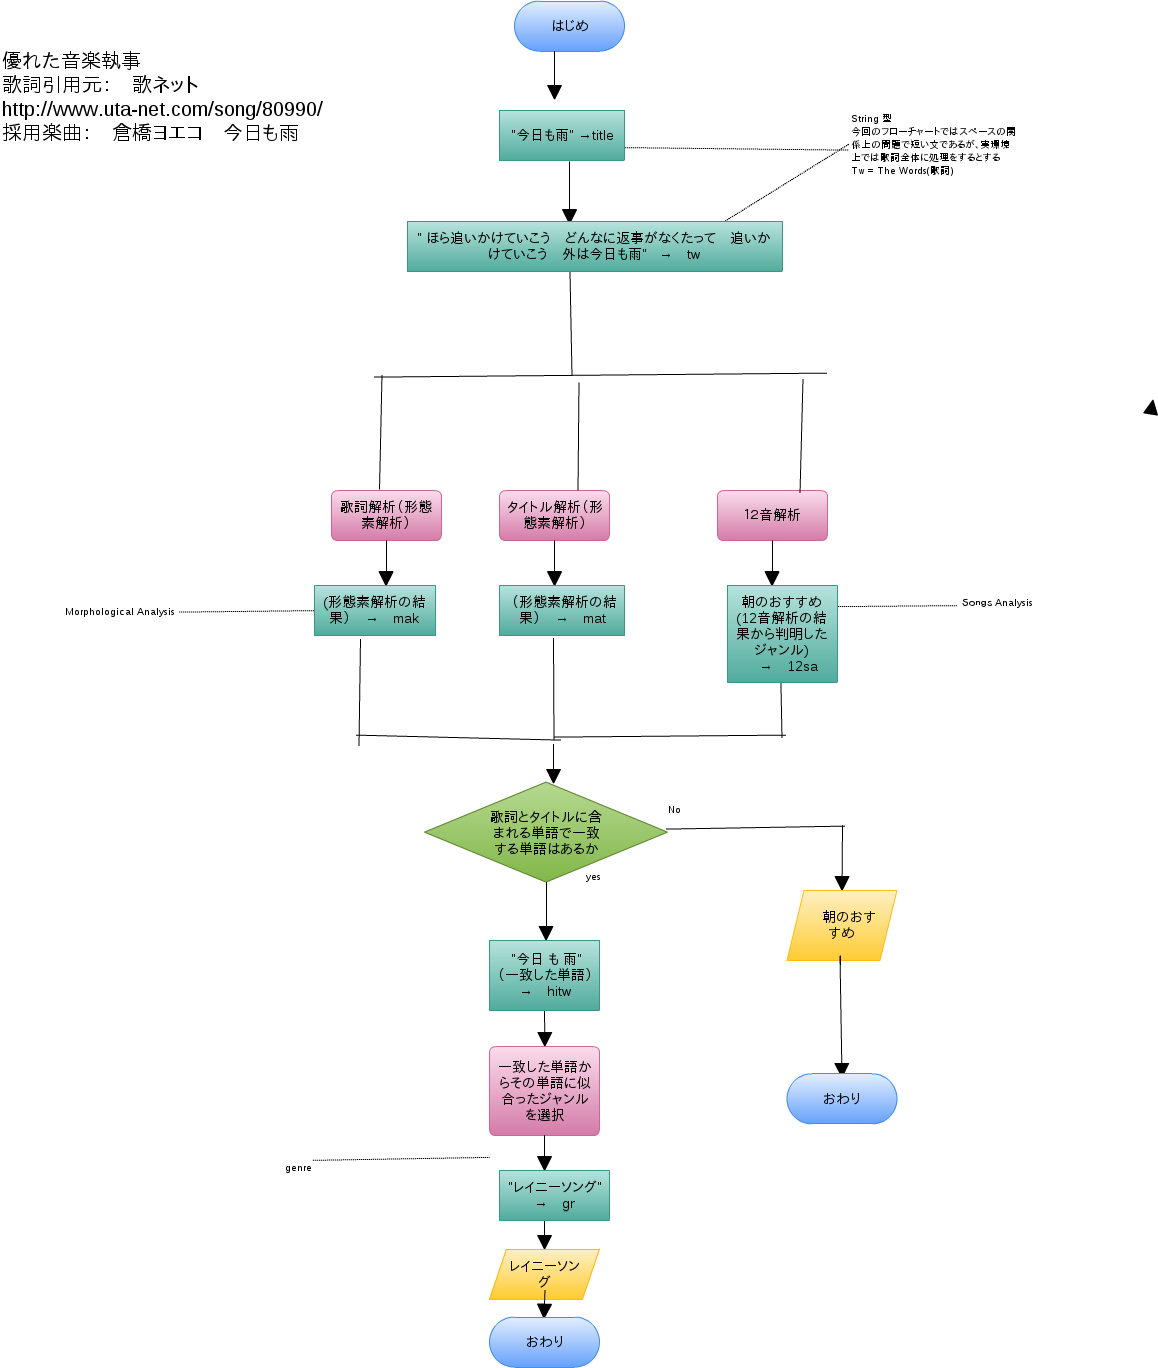 はじめ
優れた音楽執事
歌詞引用元：　歌ネット
http://www.uta-net.com/song/80990/
採用楽曲：　倉橋ヨエコ　今日も雨
"今日も雨" →title
String 型
今回のフローチャートではスペースの関
係上の問題で短い文であるが、実環境
上では歌詞全体に処理をするとする
Tw = The Words(歌詞)
" ほら追いかけていこう　どんなに返事がなくたって　追いか
けていこう　外は今日も雨"　→　tw
歌詞解析（形態
素解析）
タイトル解析（形
態素解析）
12音解析
Morphological Analysis
(形態素解析の結
果）　→　mak
（形態素解析の結
果）　→　mat
朝のおすすめ
(12音解析の結
果から判明した
ジャンル)
→　12sa
Songs Analysis
歌詞とタイトルに含
まれる単語で一致
する単語はあるか
No
yes
朝のおす
すめ
"今日 も 雨"
（一致した単語）
→　hitw
一致した単語か
らその単語に似
合ったジャンル
を選択
おわり
genre
"レイニーソング"
→　gr
レイニーソン
グ
おわり